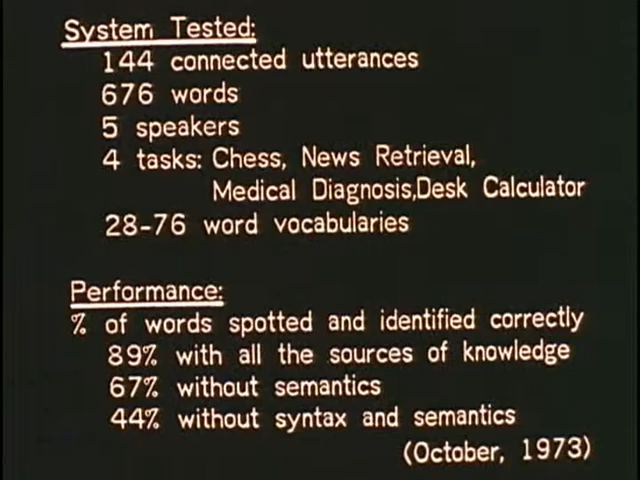 System Tested:
144 connected utterances
676 words
5 speakers
4 tasks: Chess, News Retrieval,
Medical Diagnosis,Desk Calculator
28-76 word vocabularies
Performance:
% of words spotted and identified correctly
89% with all the sources of knowledge
67% without semantics
44% without syntax and semantics
(October, 1973)